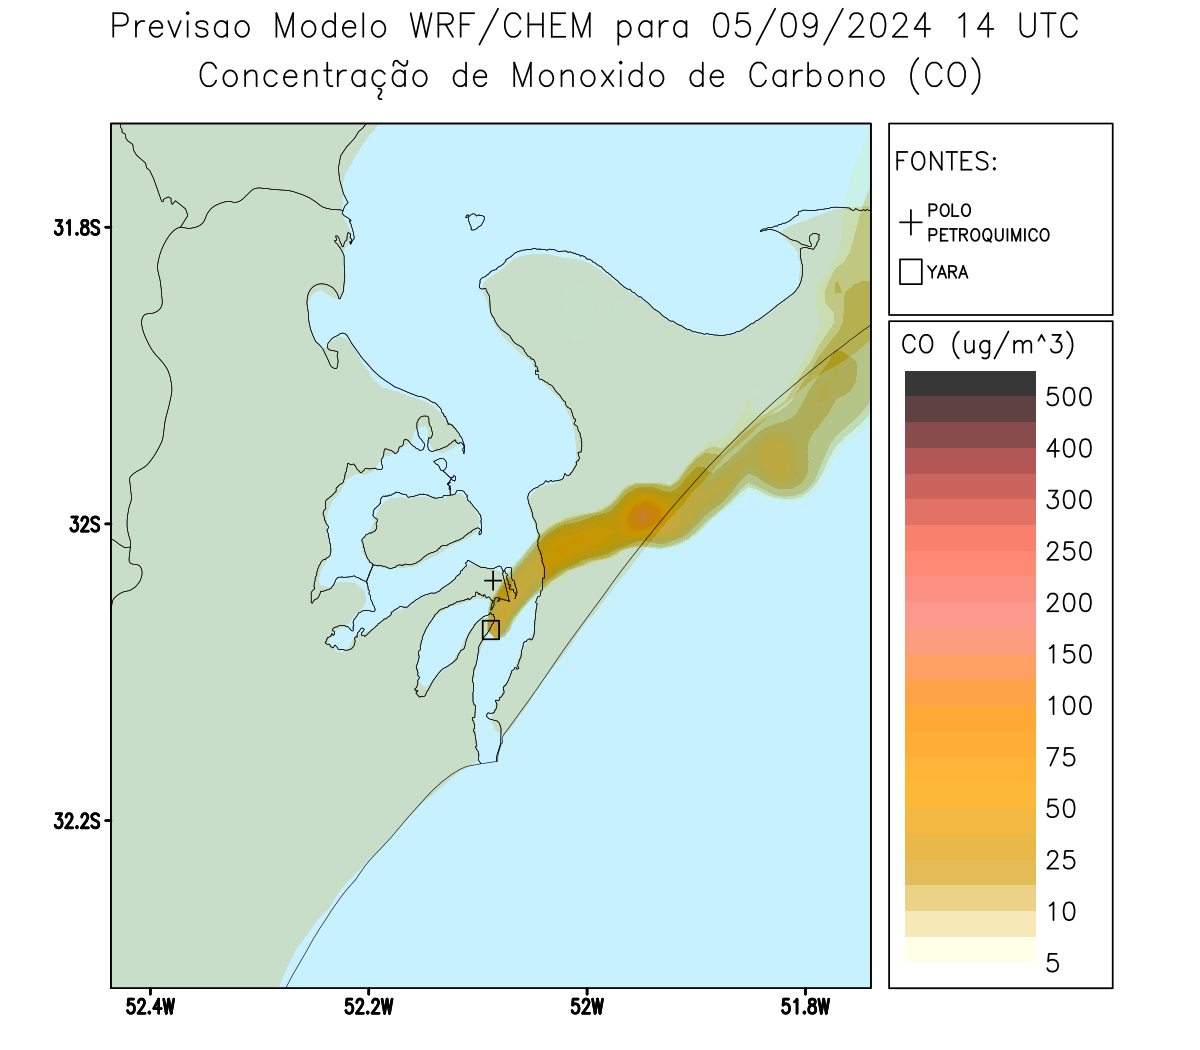 Previsao Modelo WRF/CHEM para 05/09/2024 14 UTC
Concentração de Monoxido de Carbono (CO)
FONTES:
POLO
PETROQUIMICO
YARA
CO (ug/m^3)
500
400
300
250
200
150
100
75
50
25
10
5
31.8S
32S
32.2S
52.4W
52.2W
52W
51.8W